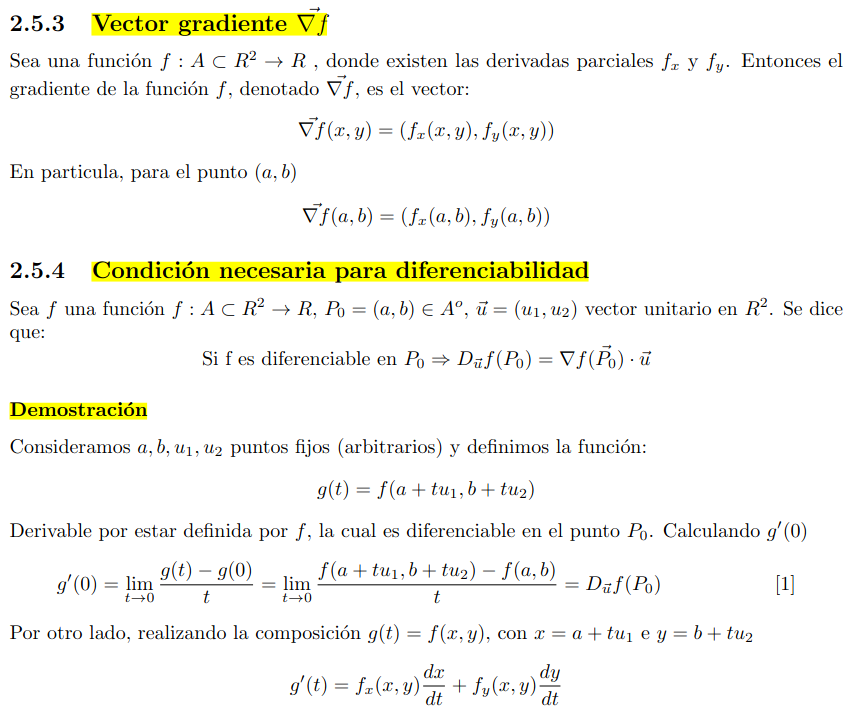 2.5.3 Vector gradiente $\vec{\nabla f}$
Sea una función $f : A \subset R^2 \to R$ , donde existen las derivadas parciales $f_x$ y $f_y$. Entonces el
gradiente de la función $f$, denotado $\vec{\nabla f}$, es el vector:
$\vec{\nabla f}(x, y) = (f_x(x, y), f_y(x, y))$
En particula, para el punto $(a, b)$
$\vec{\nabla f}(a, b) = (f_x(a, b), f_y(a, b))$
2.5.4 Condición necesaria para diferenciabilidad
Sea $f$ una función $f : A \subset R^2 \to R$, $P_0 = (a, b) \in A^o$, $\vec{u} = (u_1, u_2)$ vector unitario en $R^2$. Se dice
que:
Si f es diferenciable en $P_0 \Rightarrow D_{\vec{u}}f(P_0) = \nabla f(\vec{P_0}) \cdot \vec{u}$
Demostración
Consideramos $a, b, u_1, u_2$ puntos fijos (arbitrarios) y definimos la función:
$g(t) = f(a + tu_1, b + tu_2)$
Derivable por estar definida por $f$, la cual es diferenciable en el punto $P_0$. Calculando $g'(0)$
$g'(0) = \lim_{t \to 0} \frac{g(t) - g(0)}{t} = \lim_{t \to 0} \frac{f(a + tu_1, b + tu_2) - f(a, b)}{t} = D_{\vec{u}}f(P_0)$ [1]
Por otro lado, realizando la composición $g(t) = f(x, y)$, con $x = a + tu_1$ e $y = b + tu_2$
$g'(t) = f_x(x, y)\frac{dx}{dt} + f_y(x, y)\frac{dy}{dt}$